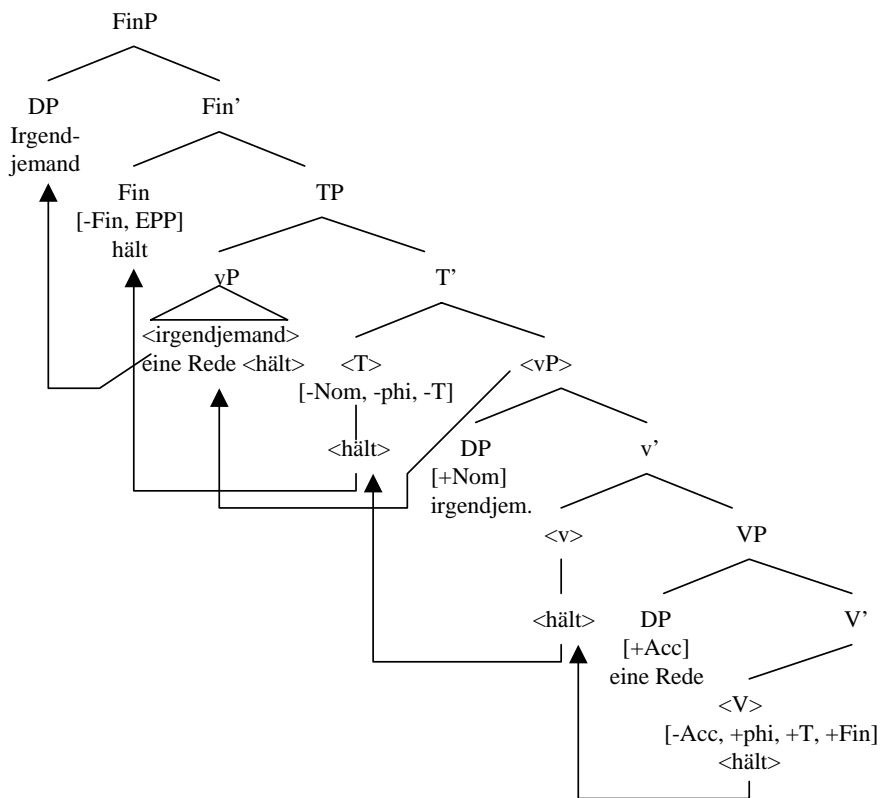 FinP
DP Fin’
Irgend-
jemand
Fin TP
[-Fin, EPP]
hält
vP T’
<irgendjemand>
eine Rede <hält> <T> <vP>
[-Nom, -phi, -T]
<hält> DP v’
[+Nom]
irgendjem.
<v> VP
<hält> DP V’
[+Acc]
eine Rede
<V>
[-Acc, +phi, +T, +Fin]
<hält>